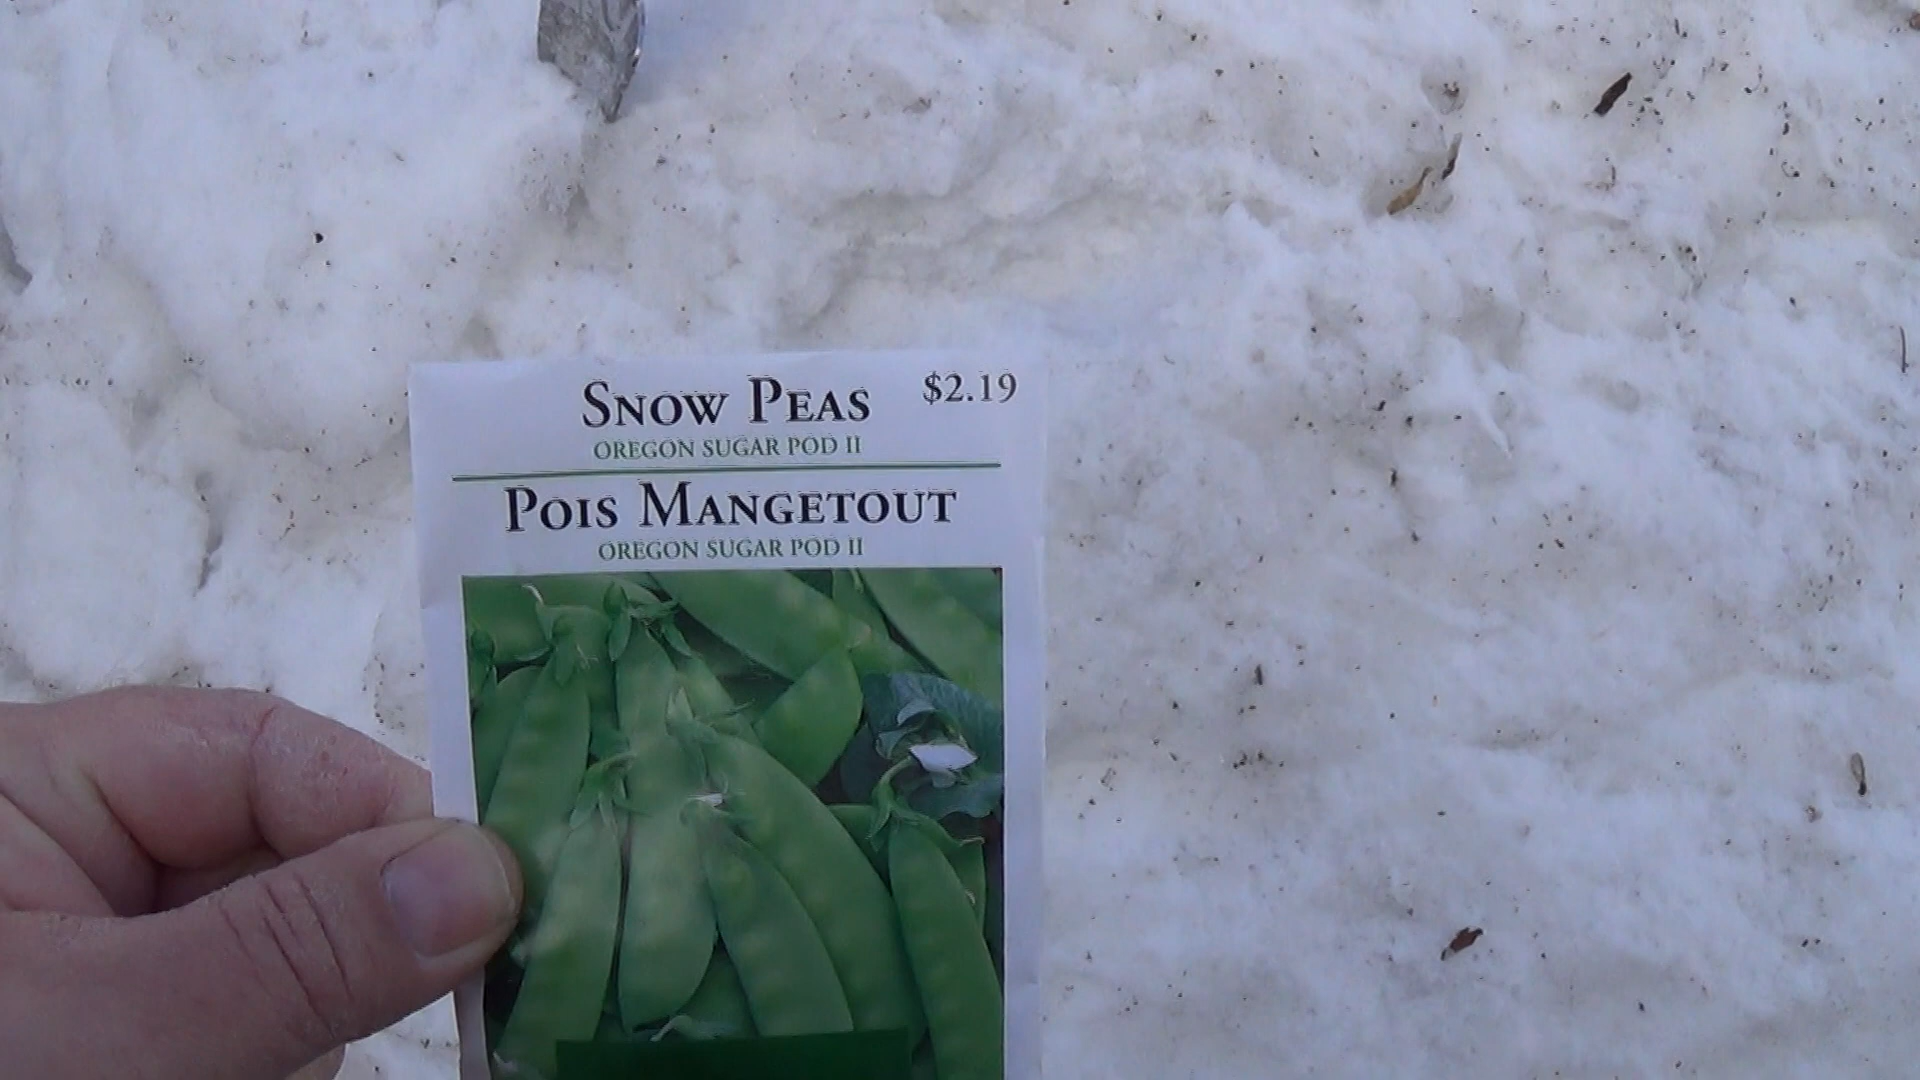 SNOW PEAS $2.19
OREGON SUGAR POD II
POIS MANGETOUT
OREGON SUGAR POD II